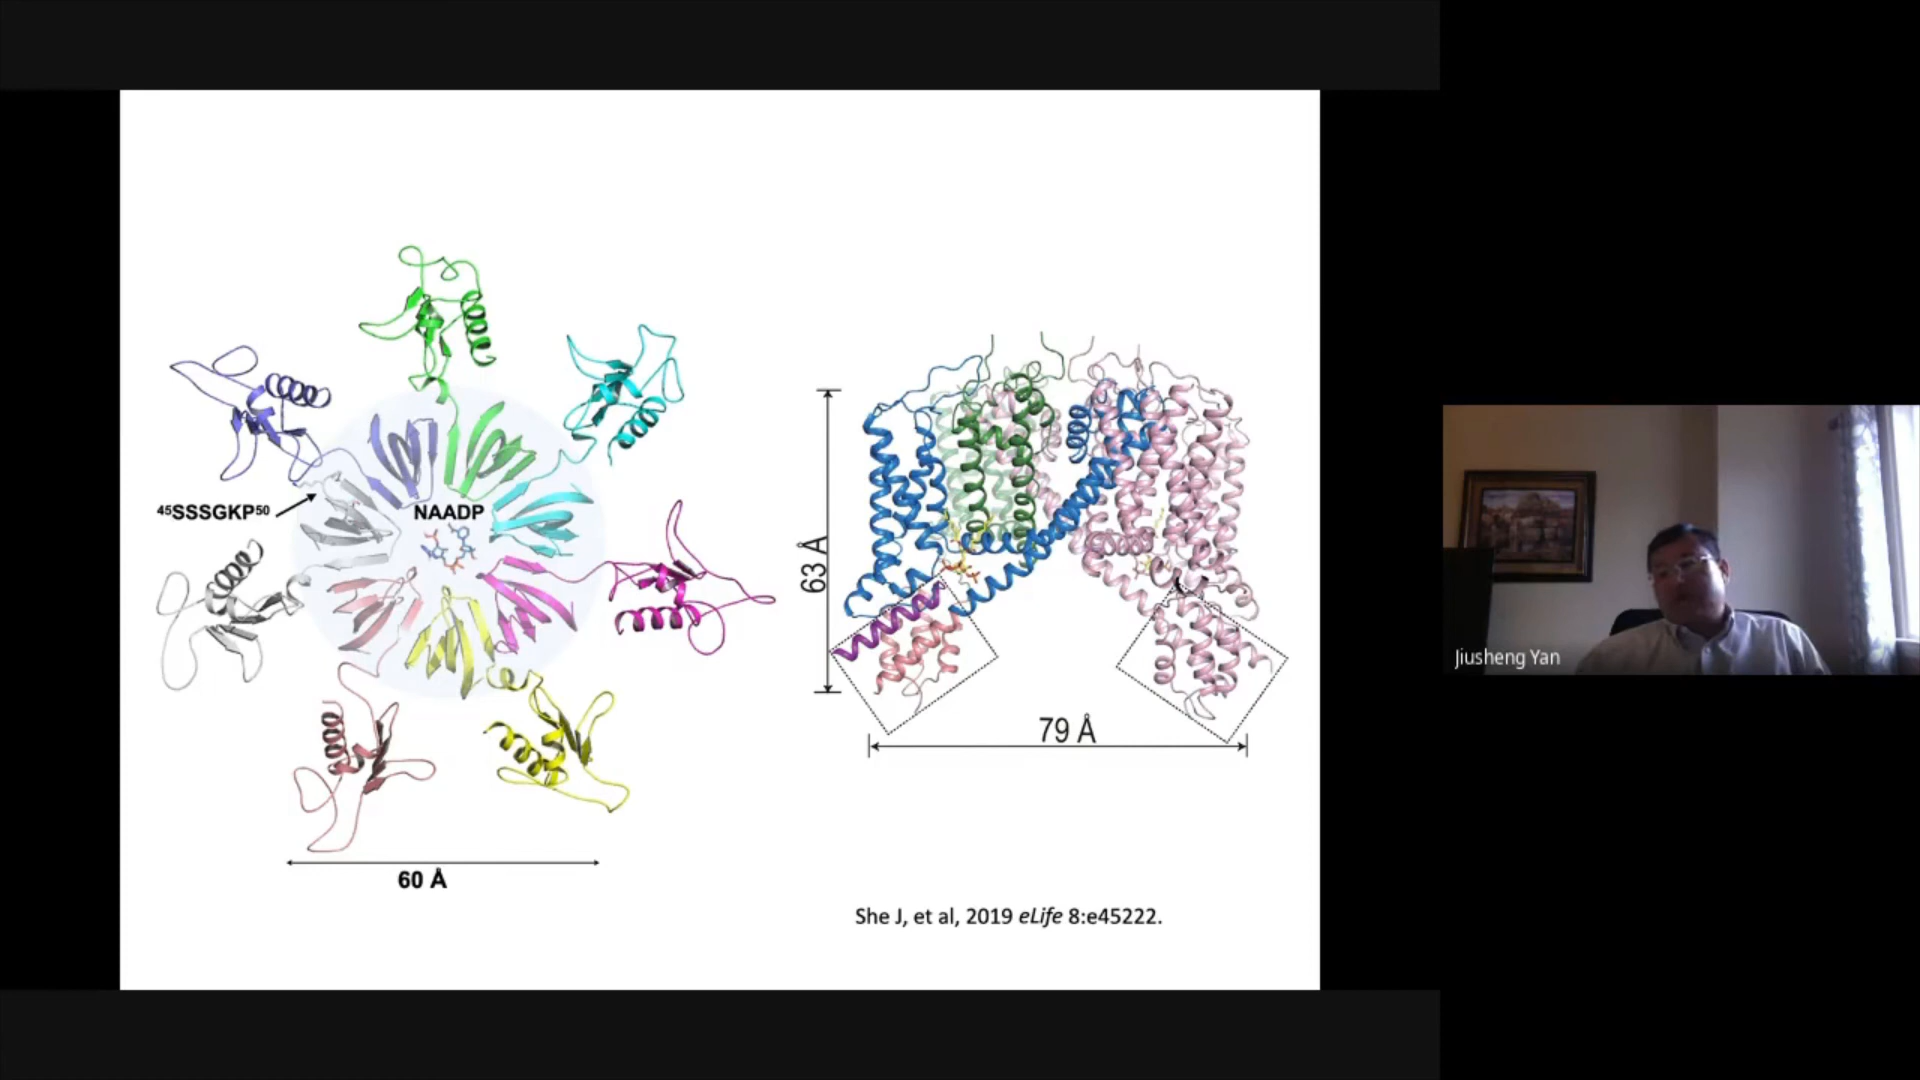 ⁴⁵SSSGKP⁵⁰
NAADP
60 Å
63 Å
79 Å
She J, et al, 2019 eLife 8:e45222.
Jiusheng Yan